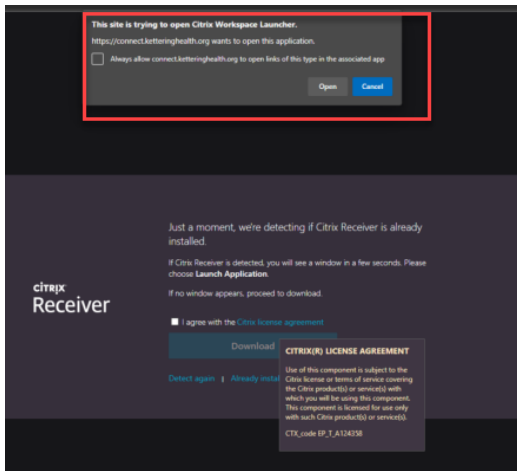 This site is trying to open Citrix Workspace Launcher.
https://connect.ketteringhealth.org wants to open this application.
Always allow connect.ketteringhealth.org to open links of this type in the associated app
Open Cancel
Just a moment, we're detecting if Citrix Receiver is already
installed.
If Citrix Receiver is detected, you will see a window in a few seconds. Please
choose Launch Application.
If no window appears, proceed to download.
citrix
Receiver
I agree with the Citrix license agreement
Download
Detect again | Already instal
CITRIX(R) LICENSE AGREEMENT
Use of this component is subject to the
Citrix license or terms of service covering
the Citrix product(s) or service(s) with
which you will be using this component.
This component is licensed for use only
with such Citrix product(s) or service(s).
CTX_code EP_T_A124358